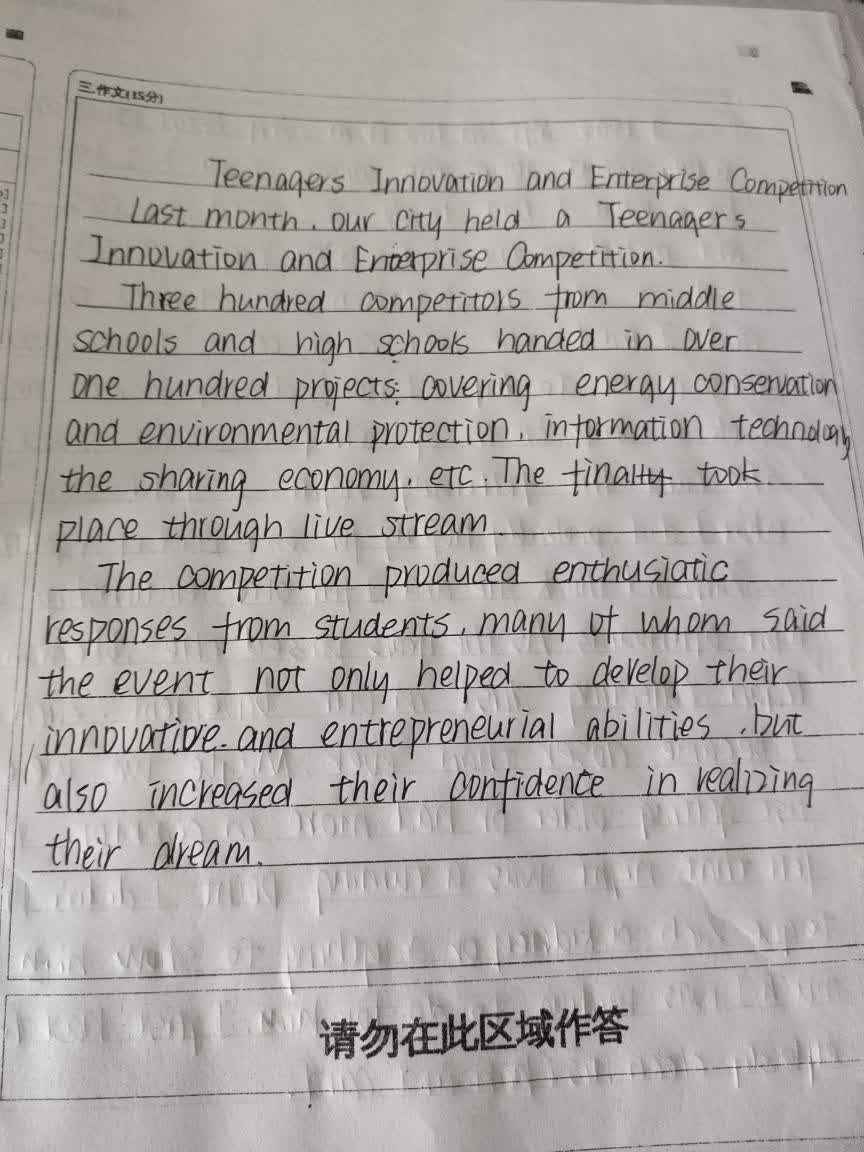 三.作文(15分)
Teenagers Innovation and Enterprise Competition
Last month, our city held a Teenagers
Innovation and Enterprise Competition.
Three hundred competitors from middle
schools and high schools handed in over
one hundred projects: covering energy conservation
and environmental protection, information technology
the sharing economy, etc. The finally took
place through live stream.
The competition produced enthusiatic
responses from students, many of whom said
the event not only helped to develop their
innovative and entrepreneurial abilities, but
also increased their confidence in realizing
their dream.
请勿在此区域作答